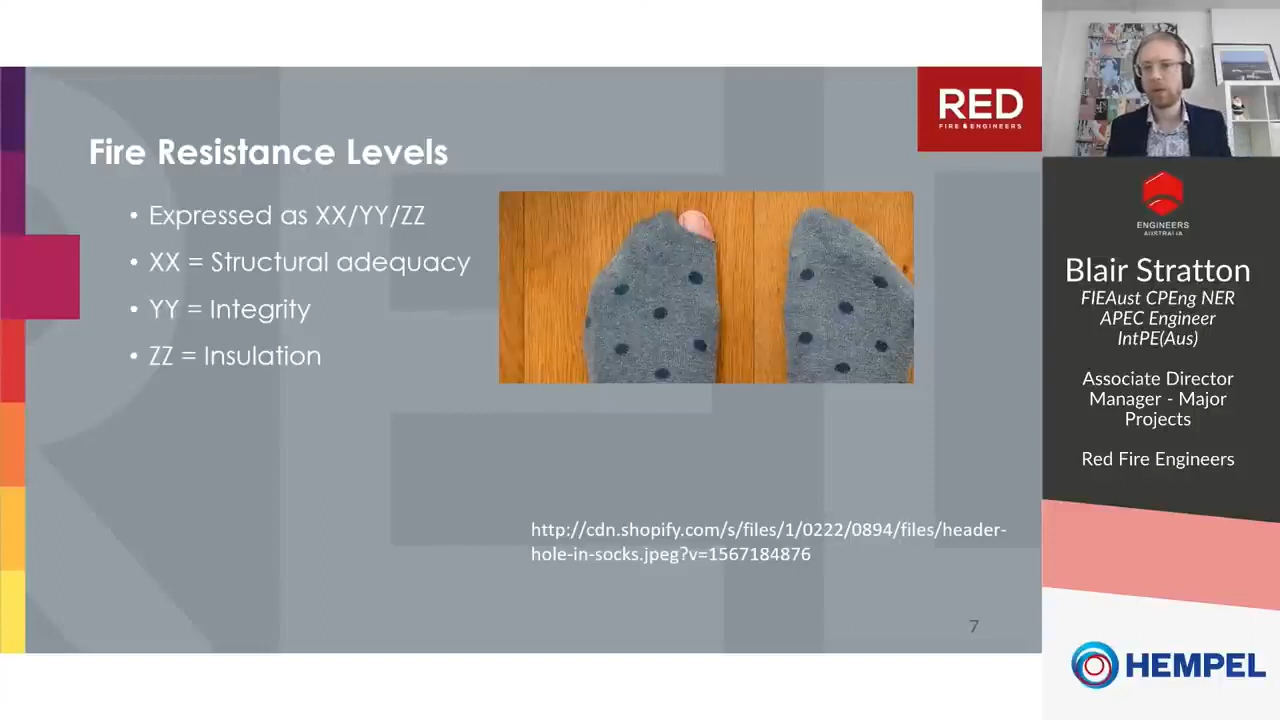 RED
FIRE & ENGINEERS
Fire Resistance Levels
• Expressed as XX/YY/ZZ
• XX = Structural adequacy
• YY = Integrity
• ZZ = Insulation
http://cdn.shopify.com/s/files/1/0222/0894/files/header-
hole-in-socks.jpeg?v=1567184876
7
ENGINEERS
AUSTRALIA
Blair Stratton
FIEAust CPEng NER
APEC Engineer
IntPE(Aus)
Associate Director
Manager - Major
Projects
Red Fire Engineers
HEMPEL